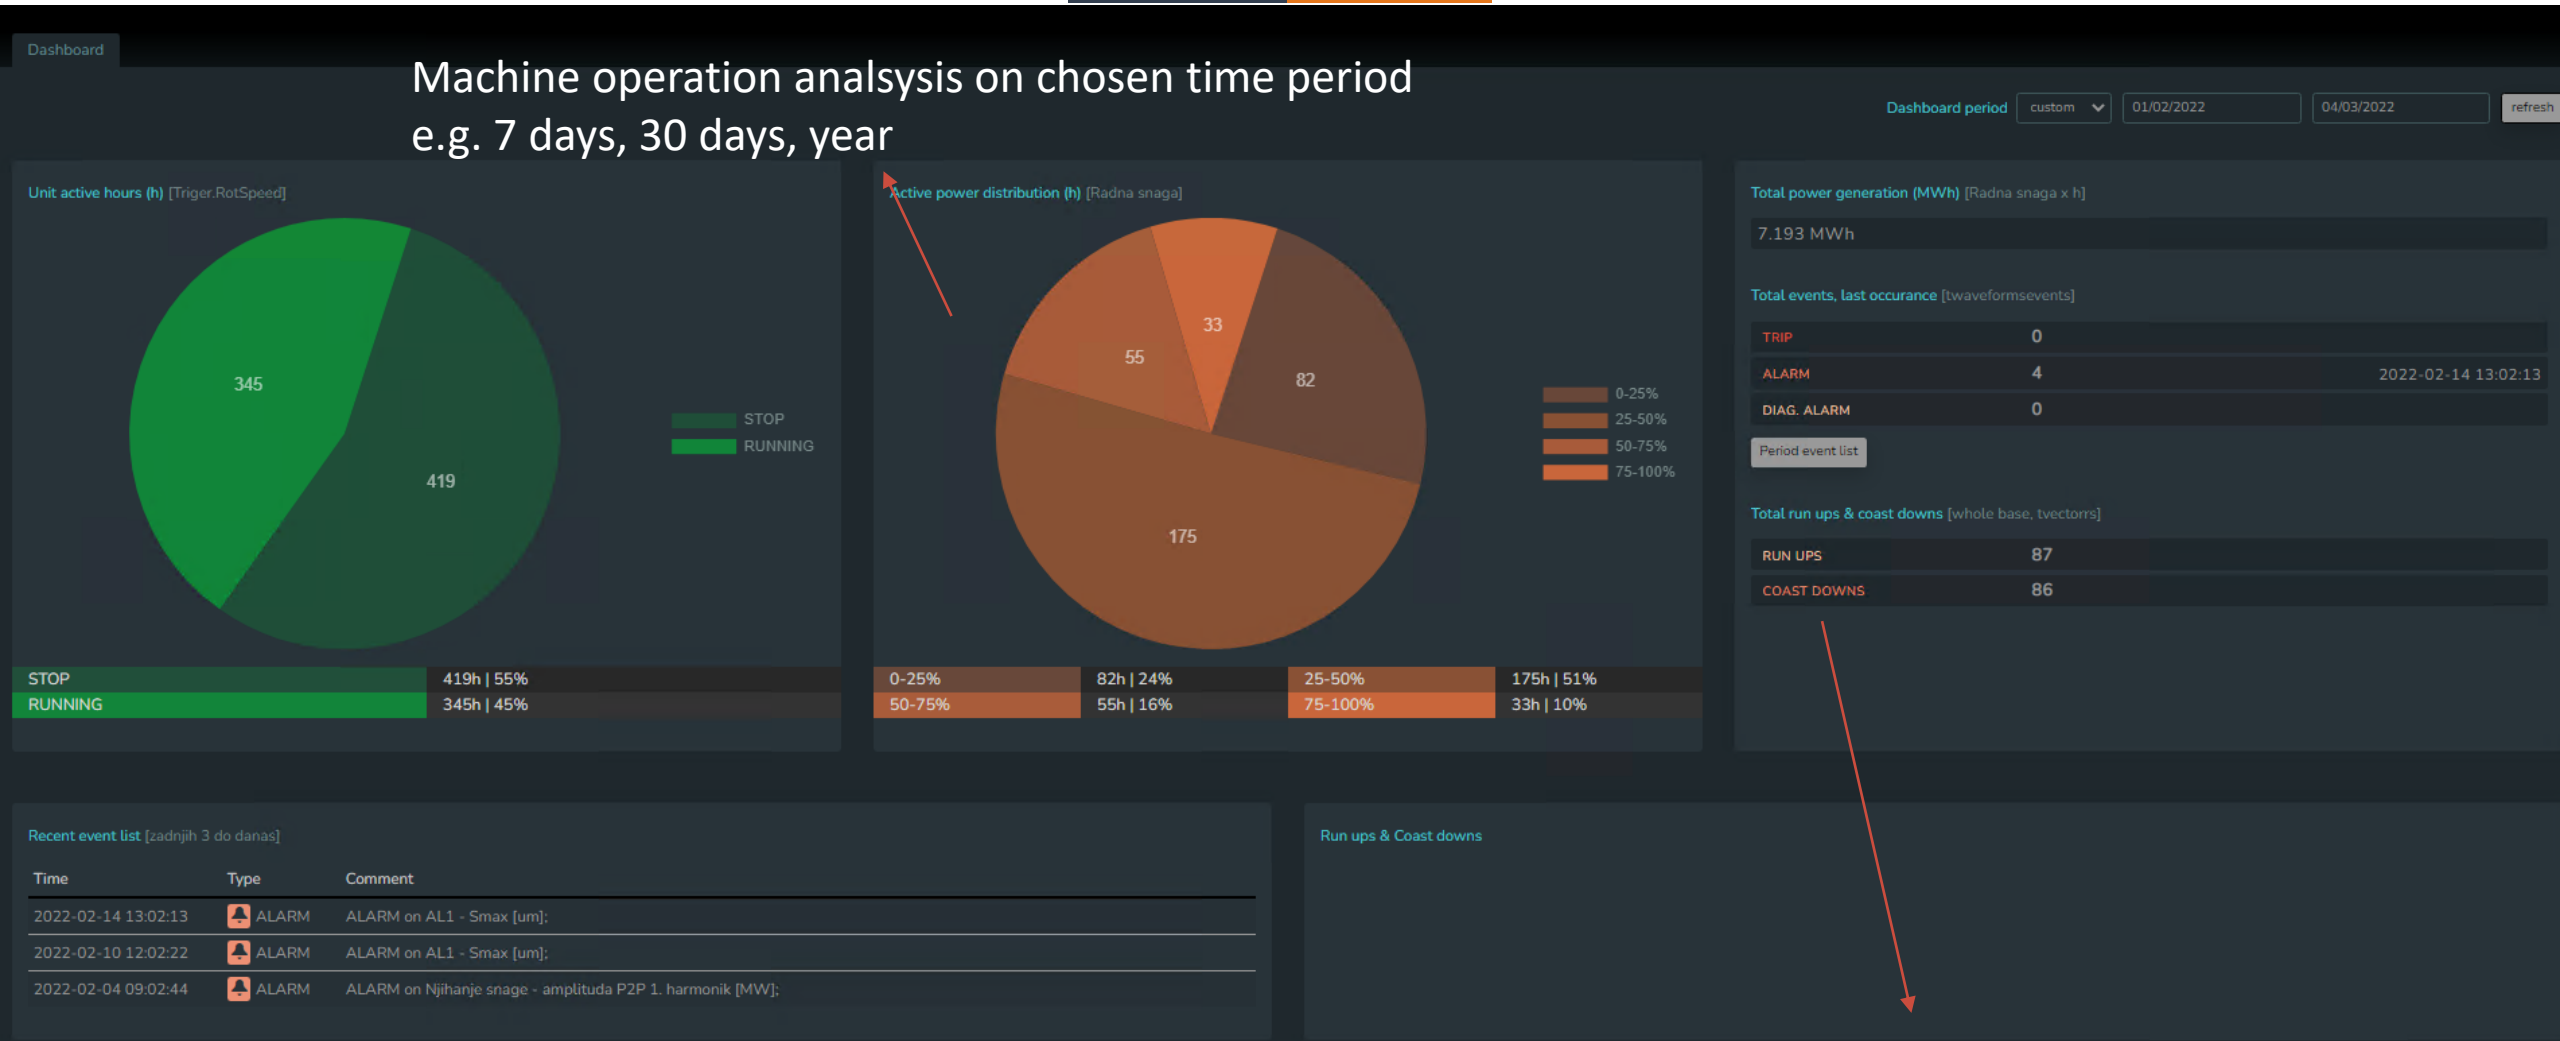 Dashboard
Machine operation analsysis on chosen time period
e.g. 7 days, 30 days, year
Dashboard period custom 01/02/2022 04/03/2022 refresh
Unit active hours (h) [Triger.RotSpeed]
345
419
STOP
RUNNING
STOP 419h | 55%
RUNNING 345h | 45%
Active power distribution (h) [Radna snaga]
33
55
82
175
0-25%
25-50%
50-75%
75-100%
0-25% 82h | 24% 25-50% 175h | 51%
50-75% 55h | 16% 75-100% 33h | 10%
Total power generation (MWh) [Radna snaga x h]
7.193 MWh
Total events, last occurance [twaveformsevents]
TRIP 0
ALARM 4 2022-02-14 13:02:13
DIAG. ALARM 0
Period event list
Total run ups & coast downs [whole base, tvectorrs]
RUN UPS 87
COAST DOWNS 86
Recent event list [zadnjih 3 do danas]
Time Type Comment
2022-02-14 13:02:13 ALARM ALARM on AL1 - Smax [um];
2022-02-10 12:02:22 ALARM ALARM on AL1 - Smax [um];
2022-02-04 09:02:44 ALARM ALARM on Njihanje snage - amplituda P2P 1. harmonik [MW];
Run ups & Coast downs